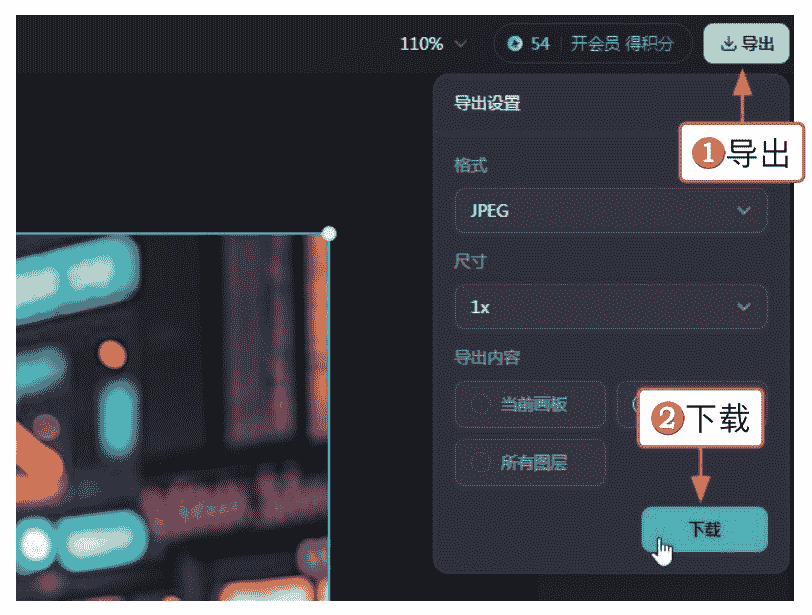 110%
54
开会员 得积分
导出
导出设置
❶导出
格式
JPEG
尺寸
1x
导出内容
当前画板
❷下载
所有图层
下载